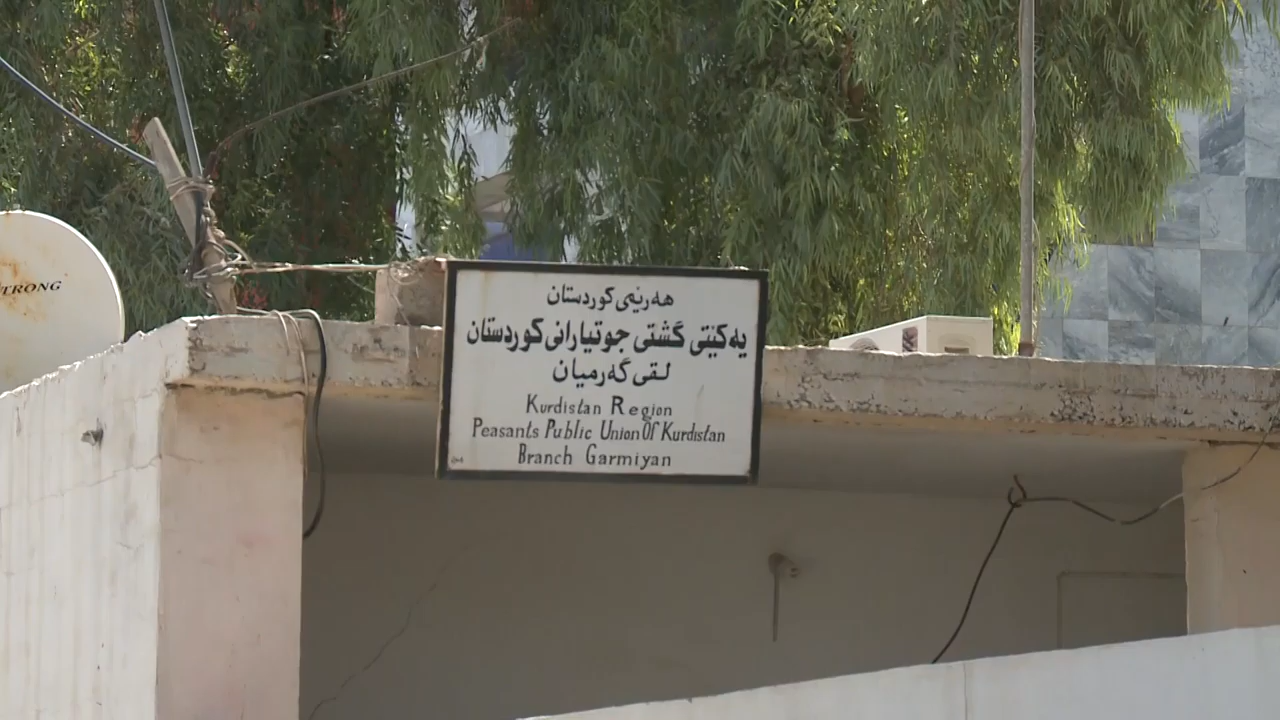 هەرێمی کوردستان
یەکێتی گشتی جوتیارانی کوردستان
لقی گەرمیان
Kurdistan Region
Peasants Public Union Of Kurdistan
Branch Garmiyan
TRONG